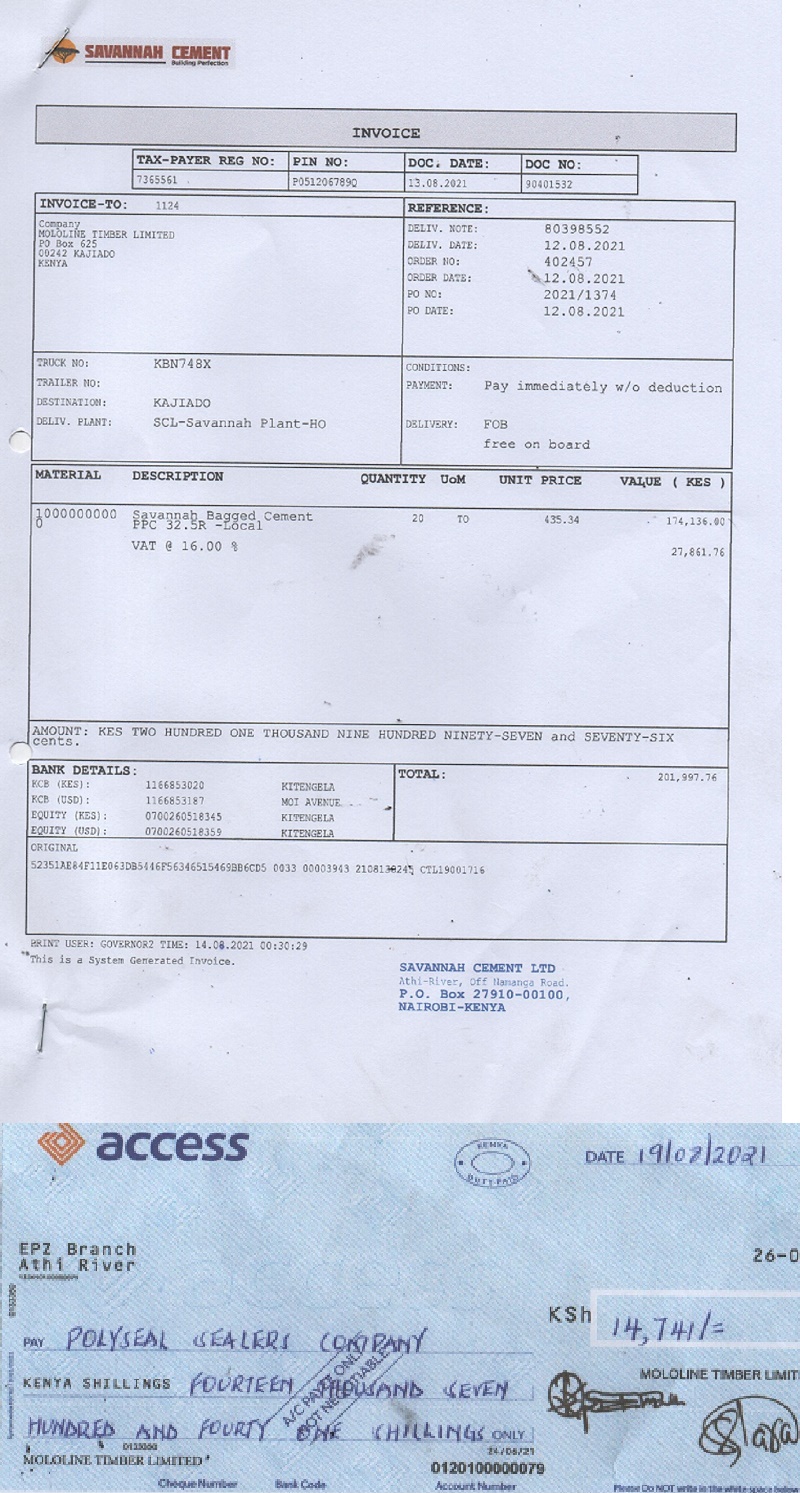 SAVANNAH CEMENT
Building Perfection
INVOICE
TAX-PAYER REG NO: PIN NO: DOC. DATE: DOC NO:
7365561 P051206789Q 13.08.2021 90401532
INVOICE-TO: 1124
Company
MOLOLINE TIMBER LIMITED
PO Box 625
00242 KAJIADO
KENYA
REFERENCE:
DELIV. NOTE: 80398552
DELIV. DATE: 12.08.2021
ORDER NO: 402457
ORDER DATE: 12.08.2021
PO NO: 2021/1374
PO DATE: 12.08.2021
TRUCK NO: KBN748X
TRAILER NO:
DESTINATION: KAJIADO
DELIV. PLANT: SCL-Savannah Plant-HO
CONDITIONS:
PAYMENT: Pay immediately w/o deduction
DELIVERY: FOB
free on board
MATERIAL DESCRIPTION QUANTITY UoM UNIT PRICE VALUE ( KES )
1000000000 Savannah Bagged Cement 20 TO 435.34 174,136.00
0 PPC 32.5R -Local
VAT @ 16.00 % 27,861.76
AMOUNT: KES TWO HUNDRED ONE THOUSAND NINE HUNDRED NINETY-SEVEN and SEVENTY-SIX
cents.
BANK DETAILS:
KCB (KES): 1166853020 KITENGELA
KCB (USD): 1166853187 MOI AVENUE
EQUITY (KES): 0700260518345 KITENGELA
EQUITY (USD): 0700260518359 KITENGELA
TOTAL: 201,997.76
ORIGINAL
52351AE84F11E063DB5446F56346515469BB6CD5 0033 00003943 CTL19001716
PRINT USER: GOVERNOR2 TIME: 14.08.2021 00:30:29
This is a System Generated Invoice.
SAVANNAH CEMENT LTD
Athi-River, Off Namanga Road.
P.O. Box 27910-00100,
NAIROBI-KENYA
access
KENYA
DUTY PAID
DATE 19/08/2021
EPZ Branch
Athi River
26-0
KSh 14,741/=
PAY POLYSEAL SEALERS COMPANY
MOLOLINE TIMBER LIMIT
KENYA SHILLINGS FOURTEEN THOUSAND SEVEN
A/C PAYEE ONLY
NOT NEGOTIABLE
HUNDRED AND FOURTY ONE SHILLINGS ONLY
24/06/21
MOLOLINE TIMBER LIMITED
0120100000079
Cheque Number Bank Code Account Number Please Do NOT write in the white space below